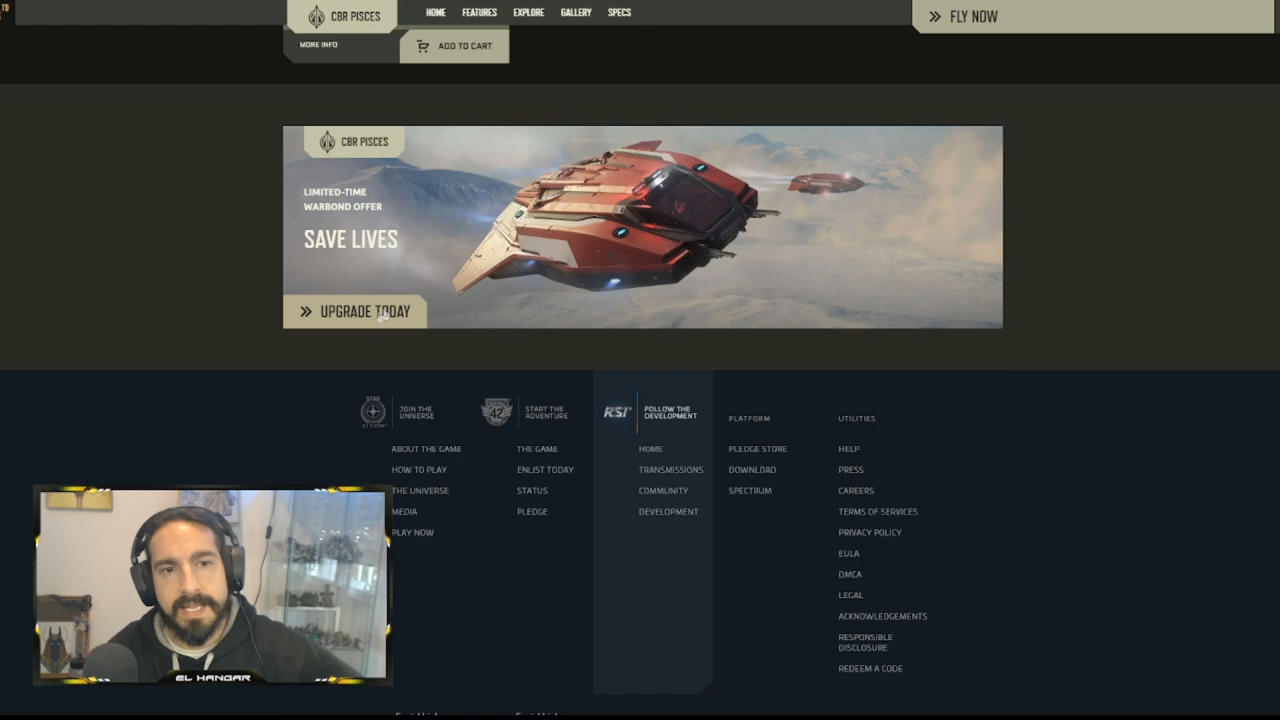 TO
CBR PISCES
HOME
FEATURES
EXPLORE
GALLERY
SPECS
FLY NOW
MORE INFO
ADD TO CART
CBR PISCES
LIMITED-TIME
WARBOND OFFER
SAVE LIVES
UPGRADE TODAY
JOIN THE
UNIVERSE
ABOUT THE GAME
HOW TO PLAY
THE UNIVERSE
MEDIA
PLAY NOW
42
START THE
ADVENTURE
THE GAME
ENLIST TODAY
STATUS
PLEDGE
RSI
FOLLOW THE
DEVELOPMENT
HOME
TRANSMISSIONS
COMMUNITY
DEVELOPMENT
PLATFORM
PLEDGE STORE
DOWNLOAD
SPECTRUM
UTILITIES
HELP
PRESS
CAREERS
TERMS OF SERVICES
PRIVACY POLICY
EULA
DMCA
LEGAL
ACKNOWLEDGEMENTS
RESPONSIBLE
DISCLOSURE
REDEEM A CODE
EL HANGAR